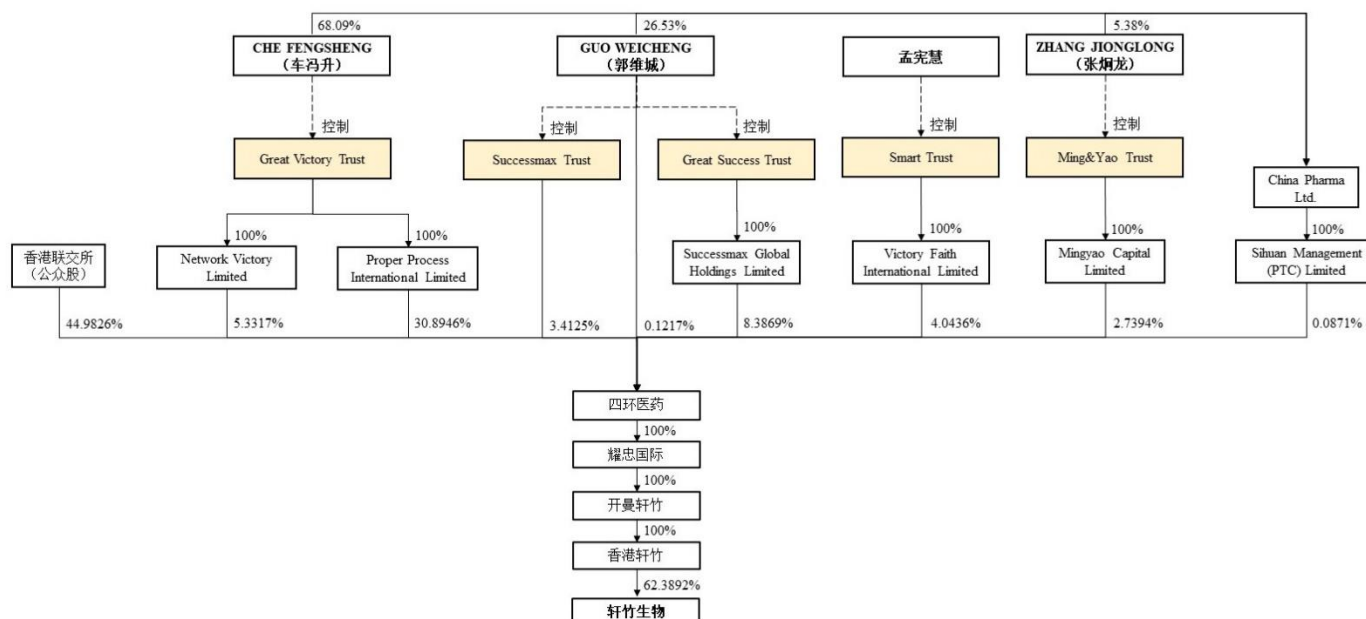 68.09%
26.53%
5.38%
CHE FENGSHENG
（车冯升）
GUO WEICHENG
（郭维城）
孟宪慧
ZHANG JIONGLONG
（张炯龙）
控制
控制
控制
控制
控制
Great Victory Trust
Successmax Trust
Great Success Trust
Smart Trust
Ming&Yao Trust
China Pharma
Ltd.
100%
100%
100%
100%
100%
100%
香港联交所
（公众股）
Network Victory
Limited
Proper Process
International Limited
Successmax Global
Holdings Limited
Victory Faith
International Limited
Mingyao Capital
Limited
Sihuan Management
(PTC) Limited
44.9826%
5.3317%
30.8946%
3.4125%
0.1217%
8.3869%
4.0436%
2.7394%
0.0871%
四环医药
100%
耀忠国际
100%
开曼轩竹
100%
香港轩竹
62.3892%
轩竹生物